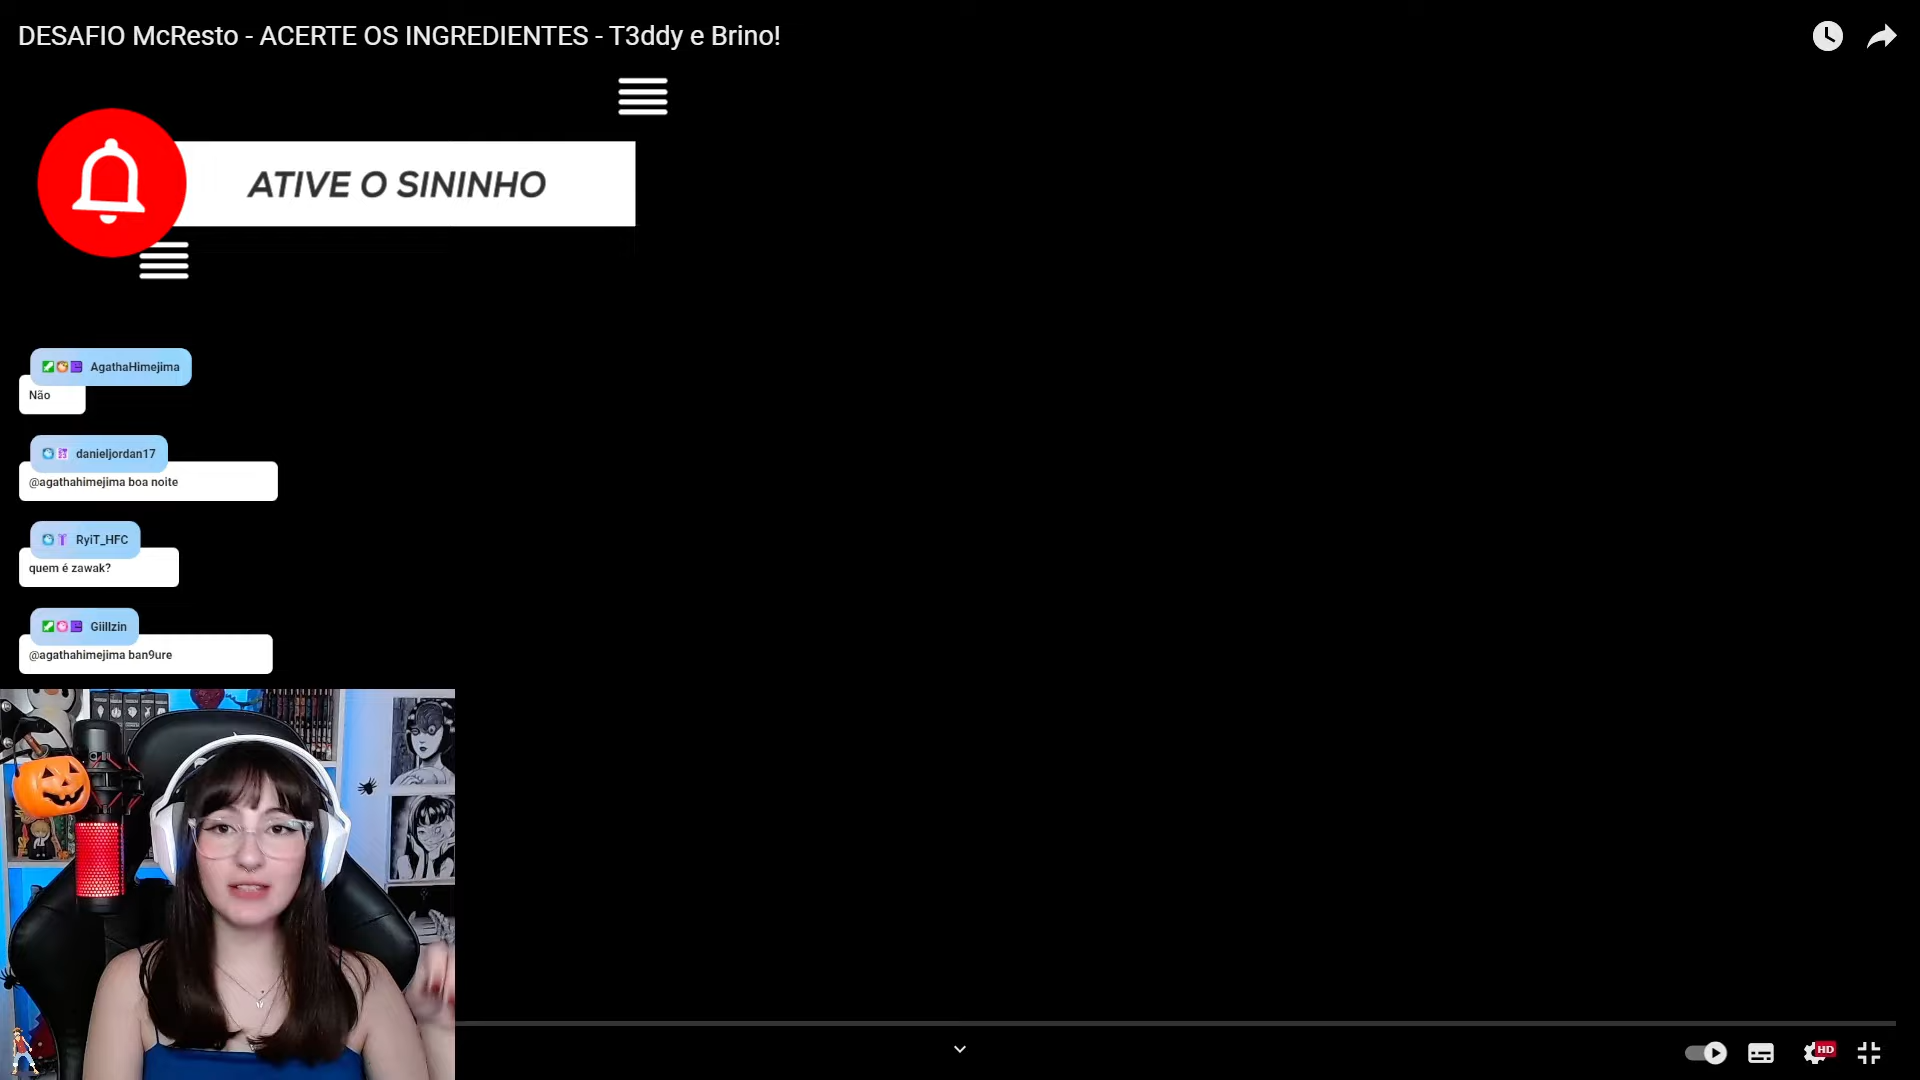 DESAFIO McResto - ACERTE OS INGREDIENTES - T3ddy e Brino!
ATIVE O SININHO
AgathaHimejima
Não
danieljordan17
@agathahimejima boa noite
RyiT_HFC
quem é zawak?
Giillzin
@agathahimejima ban9ure
HD